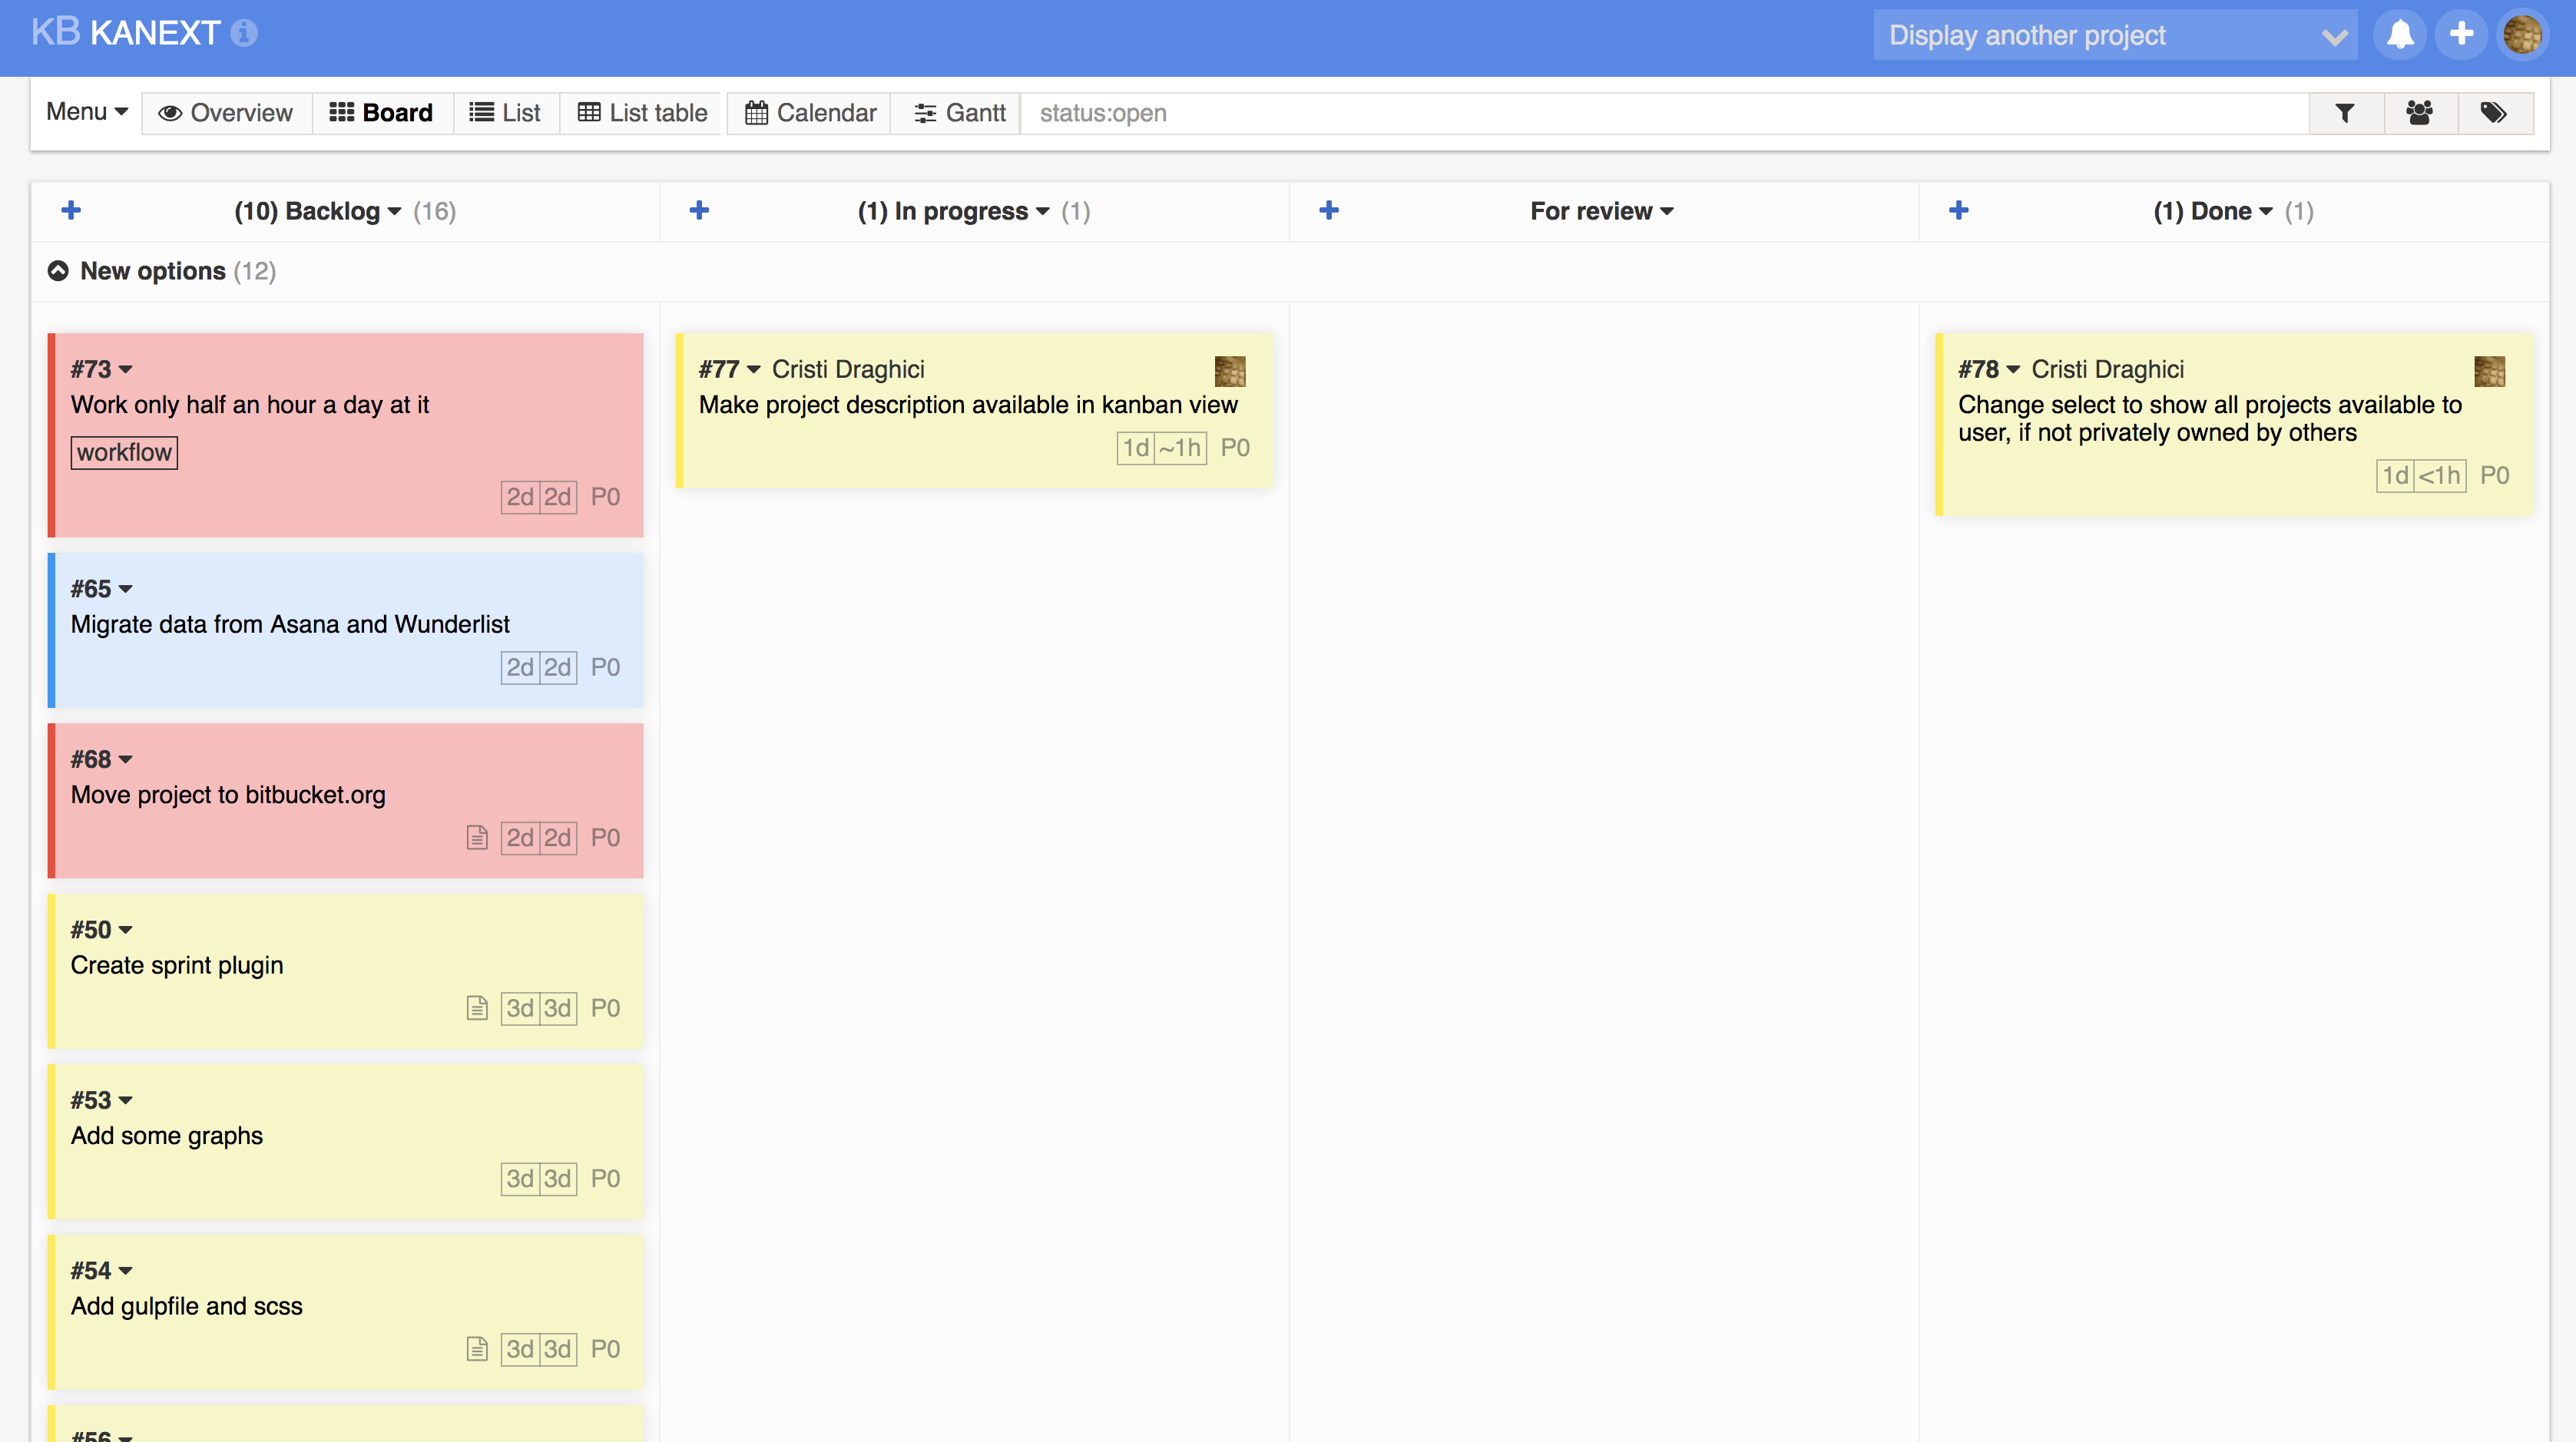 KB KANEXT
Display another project
Menu
Overview
Board
List
List table
Calendar
Gantt
status:open
(10) Backlog (16)
(1) In progress (1)
For review
(1) Done (1)
New options (12)
#73
Work only half an hour a day at it
workflow
2d 2d P0
#65
Migrate data from Asana and Wunderlist
2d 2d P0
#68
Move project to bitbucket.org
2d 2d P0
#50
Create sprint plugin
3d 3d P0
#53
Add some graphs
3d 3d P0
#54
Add gulpfile and scss
3d 3d P0
#56
#77 Cristi Draghici
Make project description available in kanban view
1d ~1h P0
#78 Cristi Draghici
Change select to show all projects available to
user, if not privately owned by others
1d <1h P0